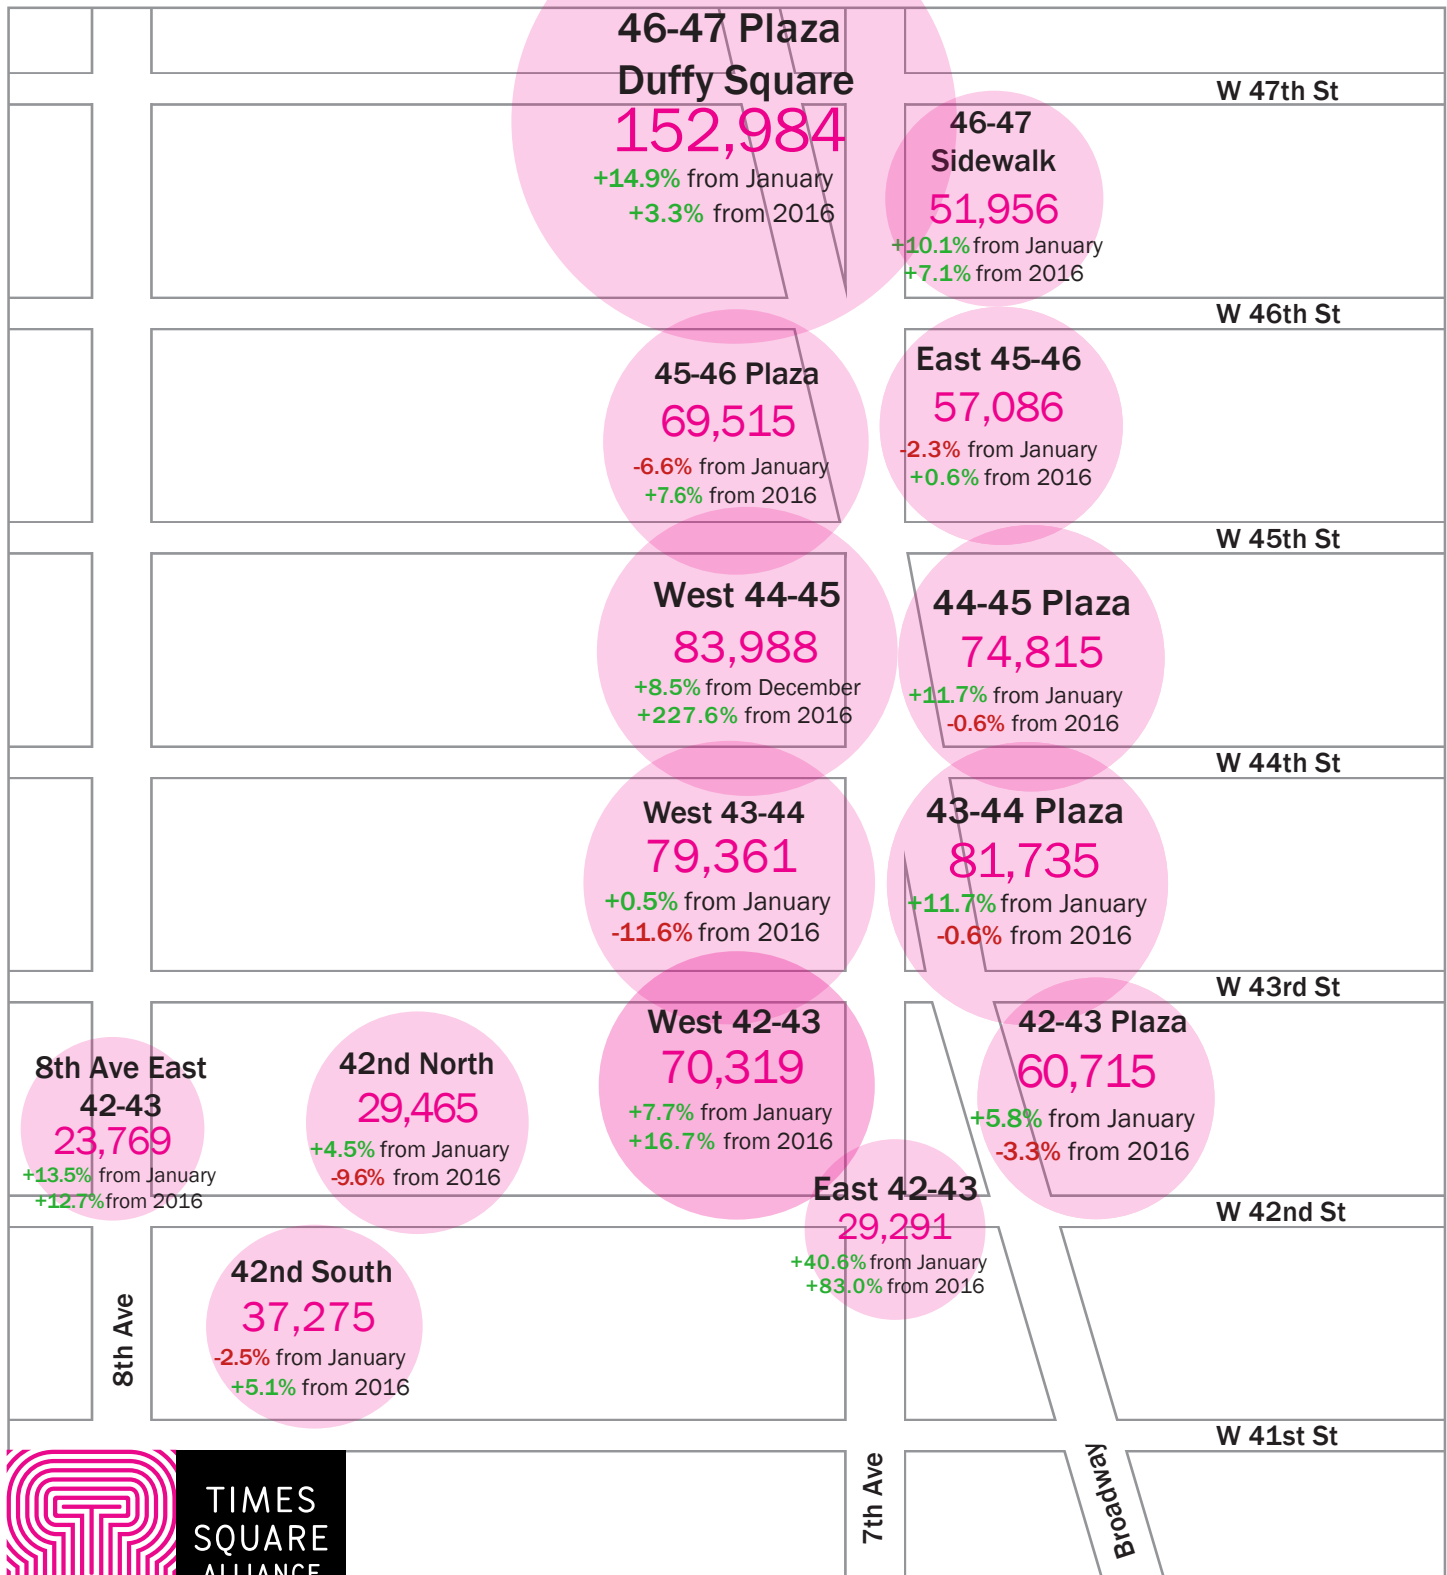 46-47 Plaza
Duffy Square
152,984
+14.9% from January
+3.3% from 2016
W 47th St
46-47
Sidewalk
51,956
+10.1% from January
+7.1% from 2016
W 46th St
45-46 Plaza
69,515
-6.6% from January
+7.6% from 2016
East 45-46
57,086
-2.3% from January
+0.6% from 2016
W 45th St
West 44-45
83,988
+8.5% from December
+227.6% from 2016
44-45 Plaza
74,815
+11.7% from January
-0.6% from 2016
W 44th St
West 43-44
79,361
+0.5% from January
-11.6% from 2016
43-44 Plaza
81,735
+11.7% from January
-0.6% from 2016
W 43rd St
8th Ave East
42-43
23,769
+13.5% from January
+12.7% from 2016
42nd North
29,465
+4.5% from January
-9.6% from 2016
West 42-43
70,319
+7.7% from January
+16.7% from 2016
42-43 Plaza
60,715
+5.8% from January
-3.3% from 2016
East 42-43
29,291
+40.6% from January
+83.0% from 2016
W 42nd St
42nd South
37,275
-2.5% from January
+5.1% from 2016
8th Ave
W 41st St
7th Ave
Broadway
TIMES
SQUARE
ALLIANCE